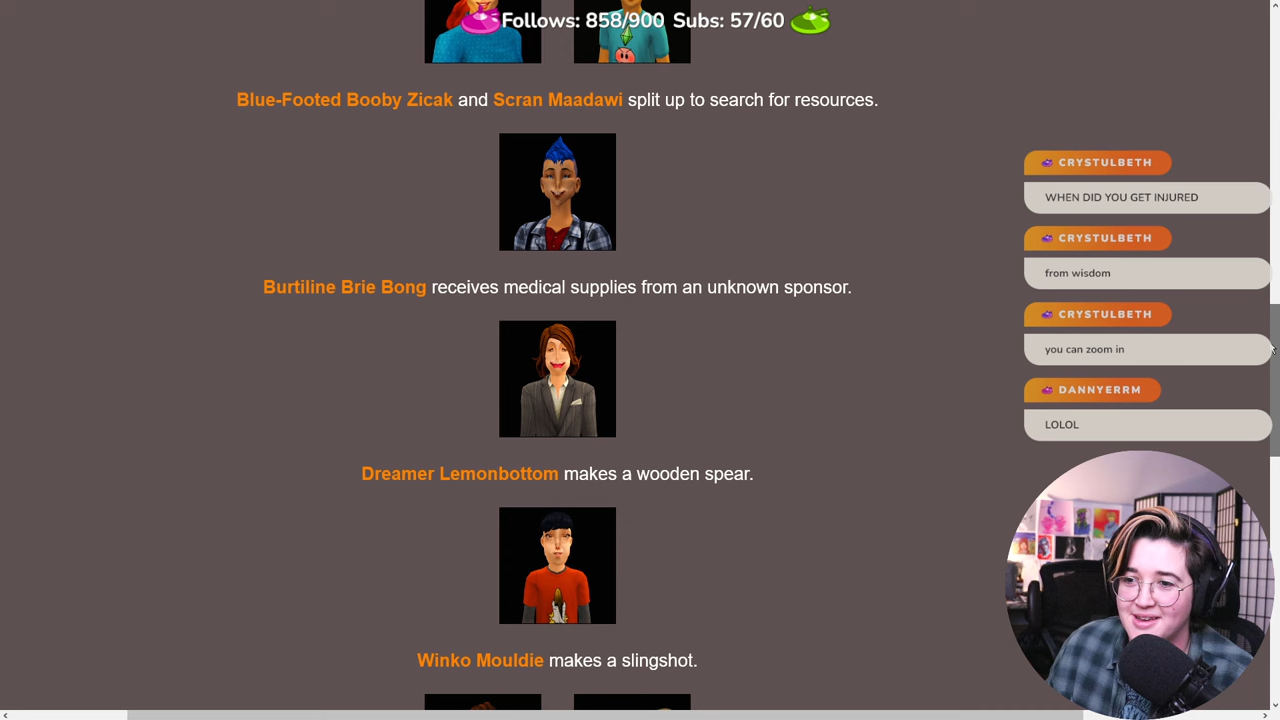 Follows: 858/900 Subs: 57/60
Blue-Footed Booby Zicak and Scran Maadawi split up to search for resources.
Burtiline Brie Bong receives medical supplies from an unknown sponsor.
Dreamer Lemonbottom makes a wooden spear.
Winko Mouldie makes a slingshot.
CRYSTULBETH
WHEN DID YOU GET INJURED
CRYSTULBETH
from wisdom
CRYSTULBETH
you can zoom in
DANNYERRM
LOLOL